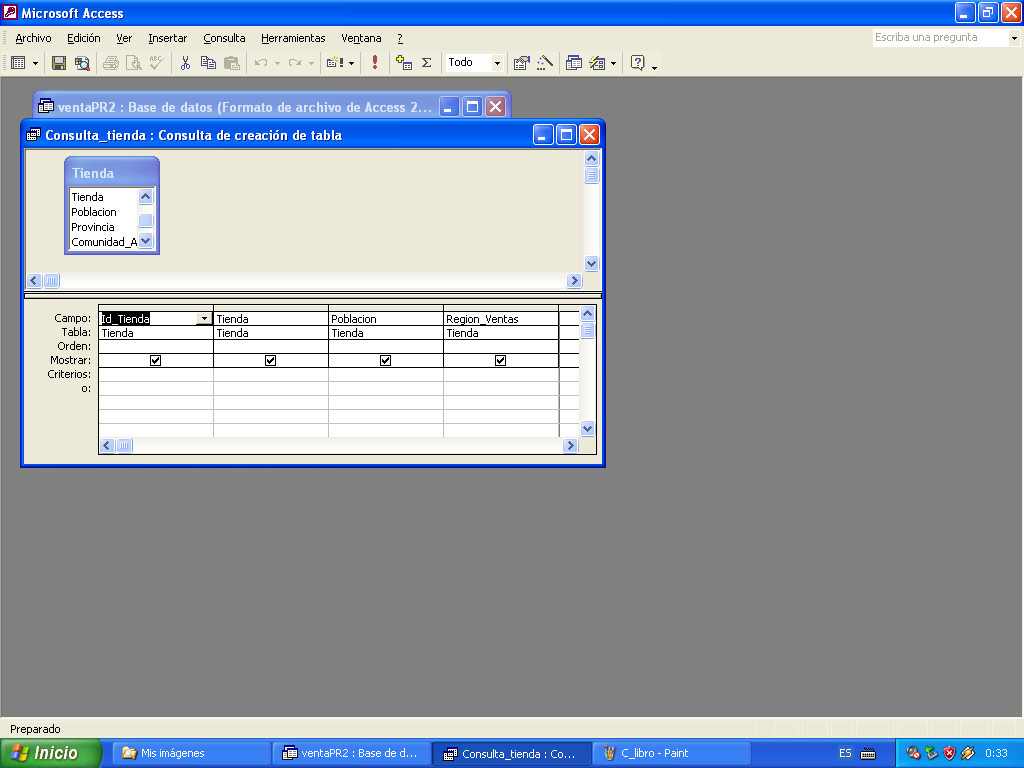 Microsoft Access
Archivo Edición Ver Insertar Consulta Herramientas Ventana ?
Escriba una pregunta
Todo
ventaPR2 : Base de datos (Formato de archivo de Access 2...
Consulta_tienda : Consulta de creación de tabla
Tienda
Tienda
Poblacion
Provincia
Comunidad_A
Campo: Id_Tienda Tienda Poblacion Region_Ventas
Tabla: Tienda Tienda Tienda Tienda
Orden:
Mostrar:
Criterios:
o:
Preparado
Inicio Mis imágenes ventaPR2 : Base de d... Consulta_tienda : Co... C_libro - Paint ES 0:33